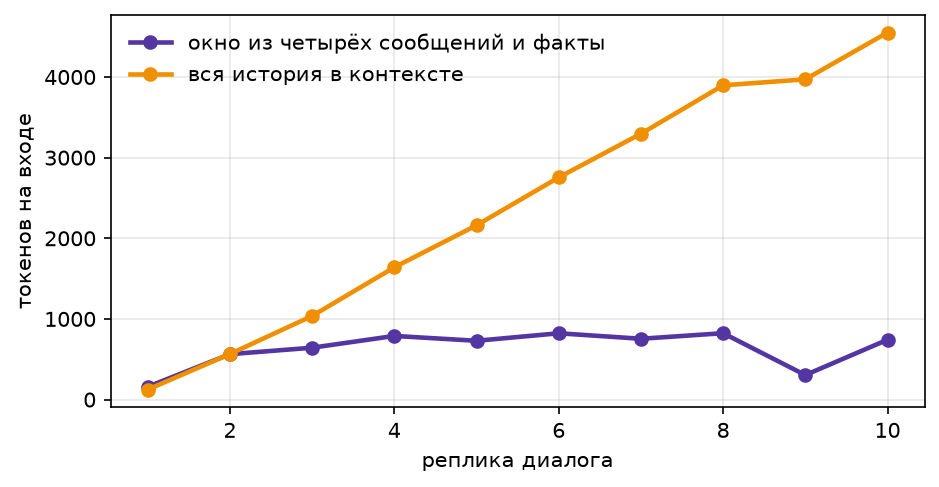 окно из четырёх сообщений и факты
вся история в контексте
токенов на входе
4000
3000
2000
1000
0
2 4 6 8 10
реплика диалога